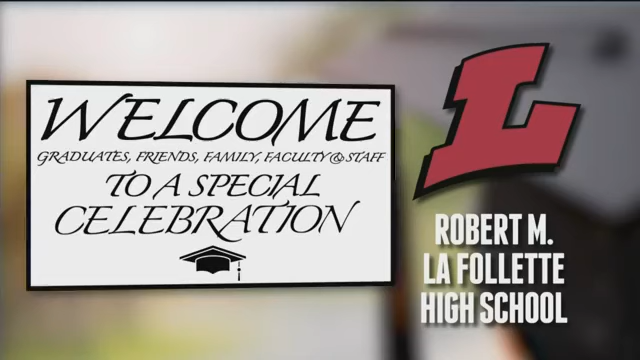 WELCOME
GRADUATES, FRIENDS, FAMILY, FACULTY & STAFF
TO A SPECIAL
CELEBRATION
L
ROBERT M.
LA FOLLETTE
HIGH SCHOOL